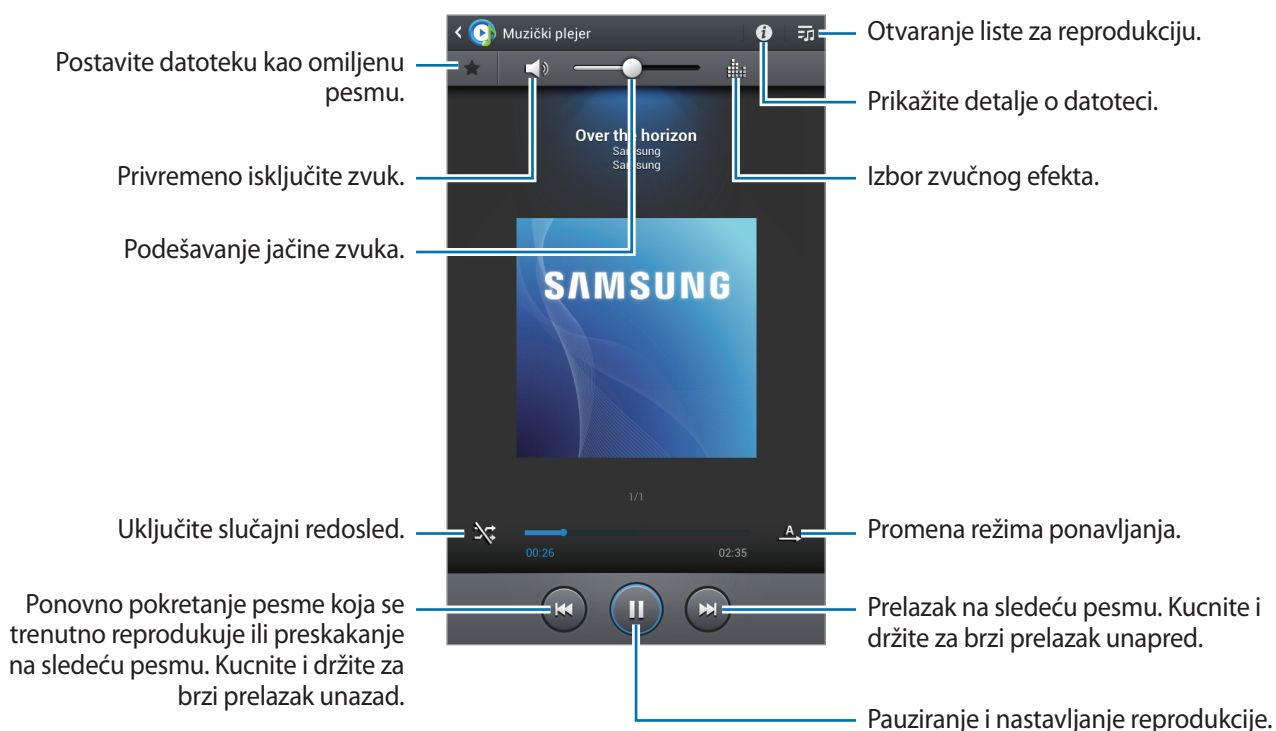 Muzički plejer
Otvaranje liste za reprodukciju.
Postavite datoteku kao omiljenu
pesmu.
Prikažite detalje o datoteci.
Over the horizon
Samsung
Samsung
Privremeno isključite zvuk.
Izbor zvučnog efekta.
Podešavanje jačine zvuka.
SAMSUNG
1/1
Uključite slučajni redosled.
A
Promena režima ponavljanja.
00:26
02:35
Ponovno pokretanje pesme koja se
trenutno reprodukuje ili preskakanje
na sledeću pesmu. Kucnite i držite za
brzi prelazak unazad.
Prelazak na sledeću pesmu. Kucnite i
držite za brzi prelazak unapred.
Pauziranje i nastavljanje reprodukcije.